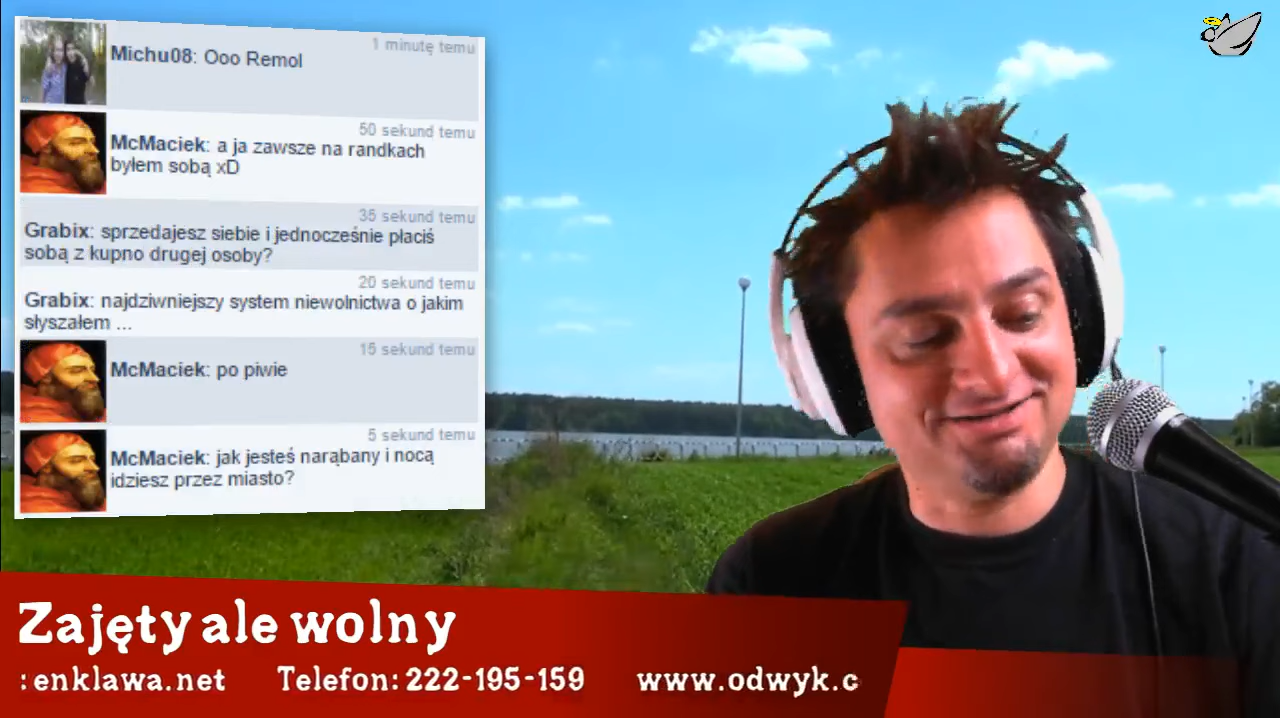 1 minutę temu
Michu08: Ooo Remol
50 sekund temu
McMaciek: a ja zawsze na randkach
byłem sobą xD
35 sekund temu
Grabix: sprzedajesz siebie i jednocześnie płaciś
sobą z kupno drugej osoby?
20 sekund temu
Grabix: najdziwniejszy system niewolnictwa o jakim
słyszałem ...
15 sekund temu
McMaciek: po piwie
5 sekund temu
McMaciek: jak jesteś narąbany i nocą
idziesz przez miasto?
Zajęty ale wolny
:enklawa.net Telefon: 222-195-159 www.odwyk.c